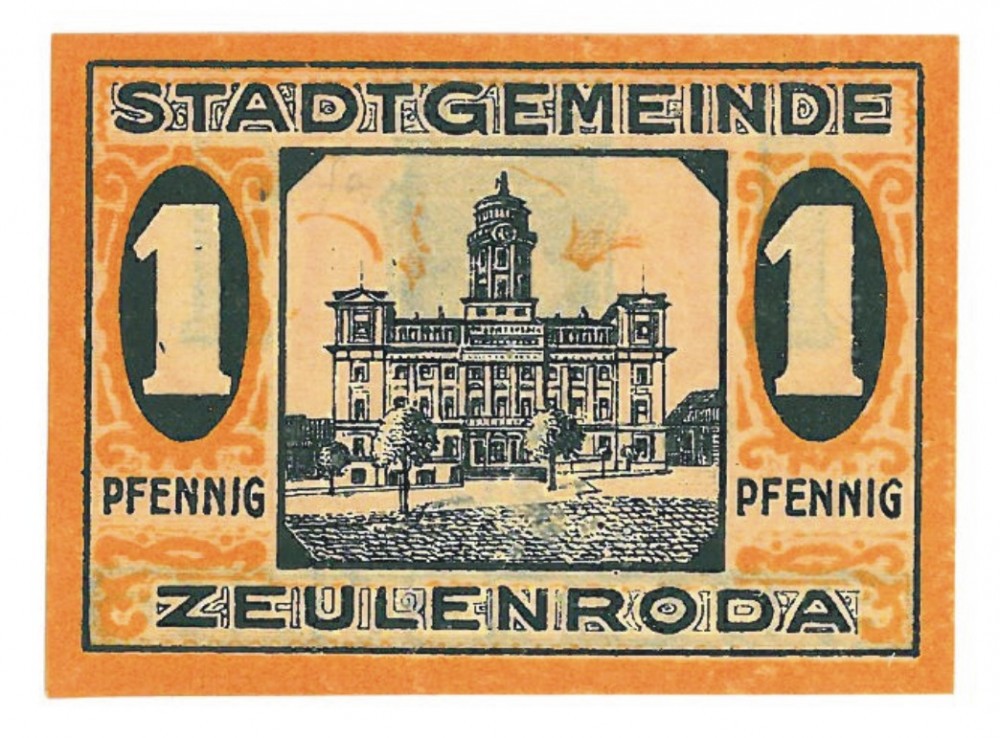 STADTGEMEINDE
1 1
PFENNIG PFENNIG
ZEULENRODA